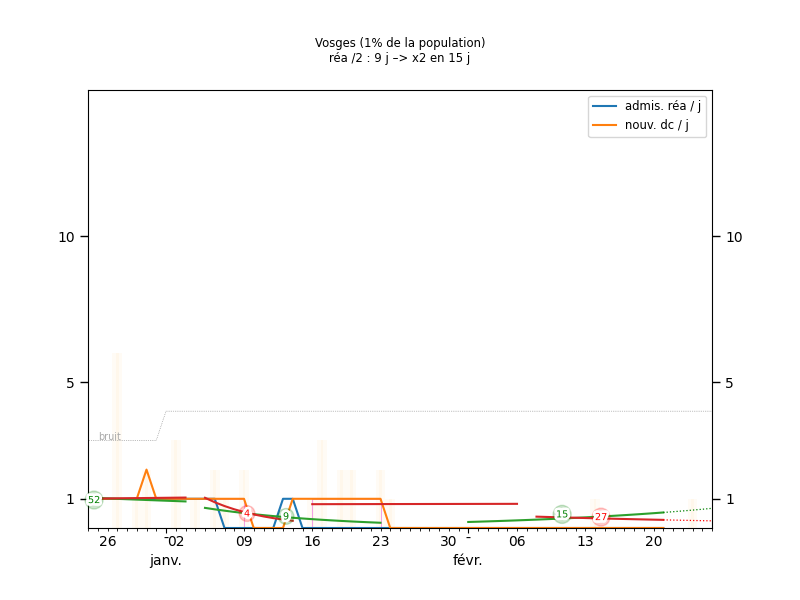 Vosges (1% de la population)
réa /2 : 9 j –> x2 en 15 j
admis. réa / j
nouv. dc / j
10
10
5
5
bruit
1
1
52
4
9
15
27
26
02
09
16
23
30
06
13
20
janv.
févr.